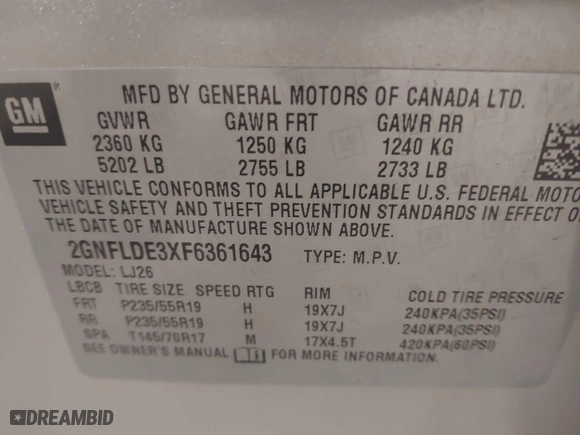 GM
MFD BY GENERAL MOTORS OF CANADA LTD.
GVWR GAWR FRT GAWR RR
2360 KG 1250 KG 1240 KG
5202 LB 2755 LB 2733 LB
THIS VEHICLE CONFORMS TO ALL APPLICABLE U.S. FEDERAL MOTO
VEHICLE SAFETY AND THEFT PREVENTION STANDARDS IN EFFECT O
THE DATE OF MANUFACTURE SHOWN ABOVE.
2GNFLDE3XF6361643 TYPE: M.P.V.
MODEL: LJ26
LBCB TIRE SIZE SPEED RTG RIM COLD TIRE PRESSURE
FRT P235/55R19 H 19X7J 240KPA(35PSI)
RR P235/55R19 H 19X7J 240KPA(35PSI)
SPA T145/70R17 M 17X4.5T 420KPA(60PSI)
SEE OWNER'S MANUAL i FOR MORE INFORMATION.
DREAMBID